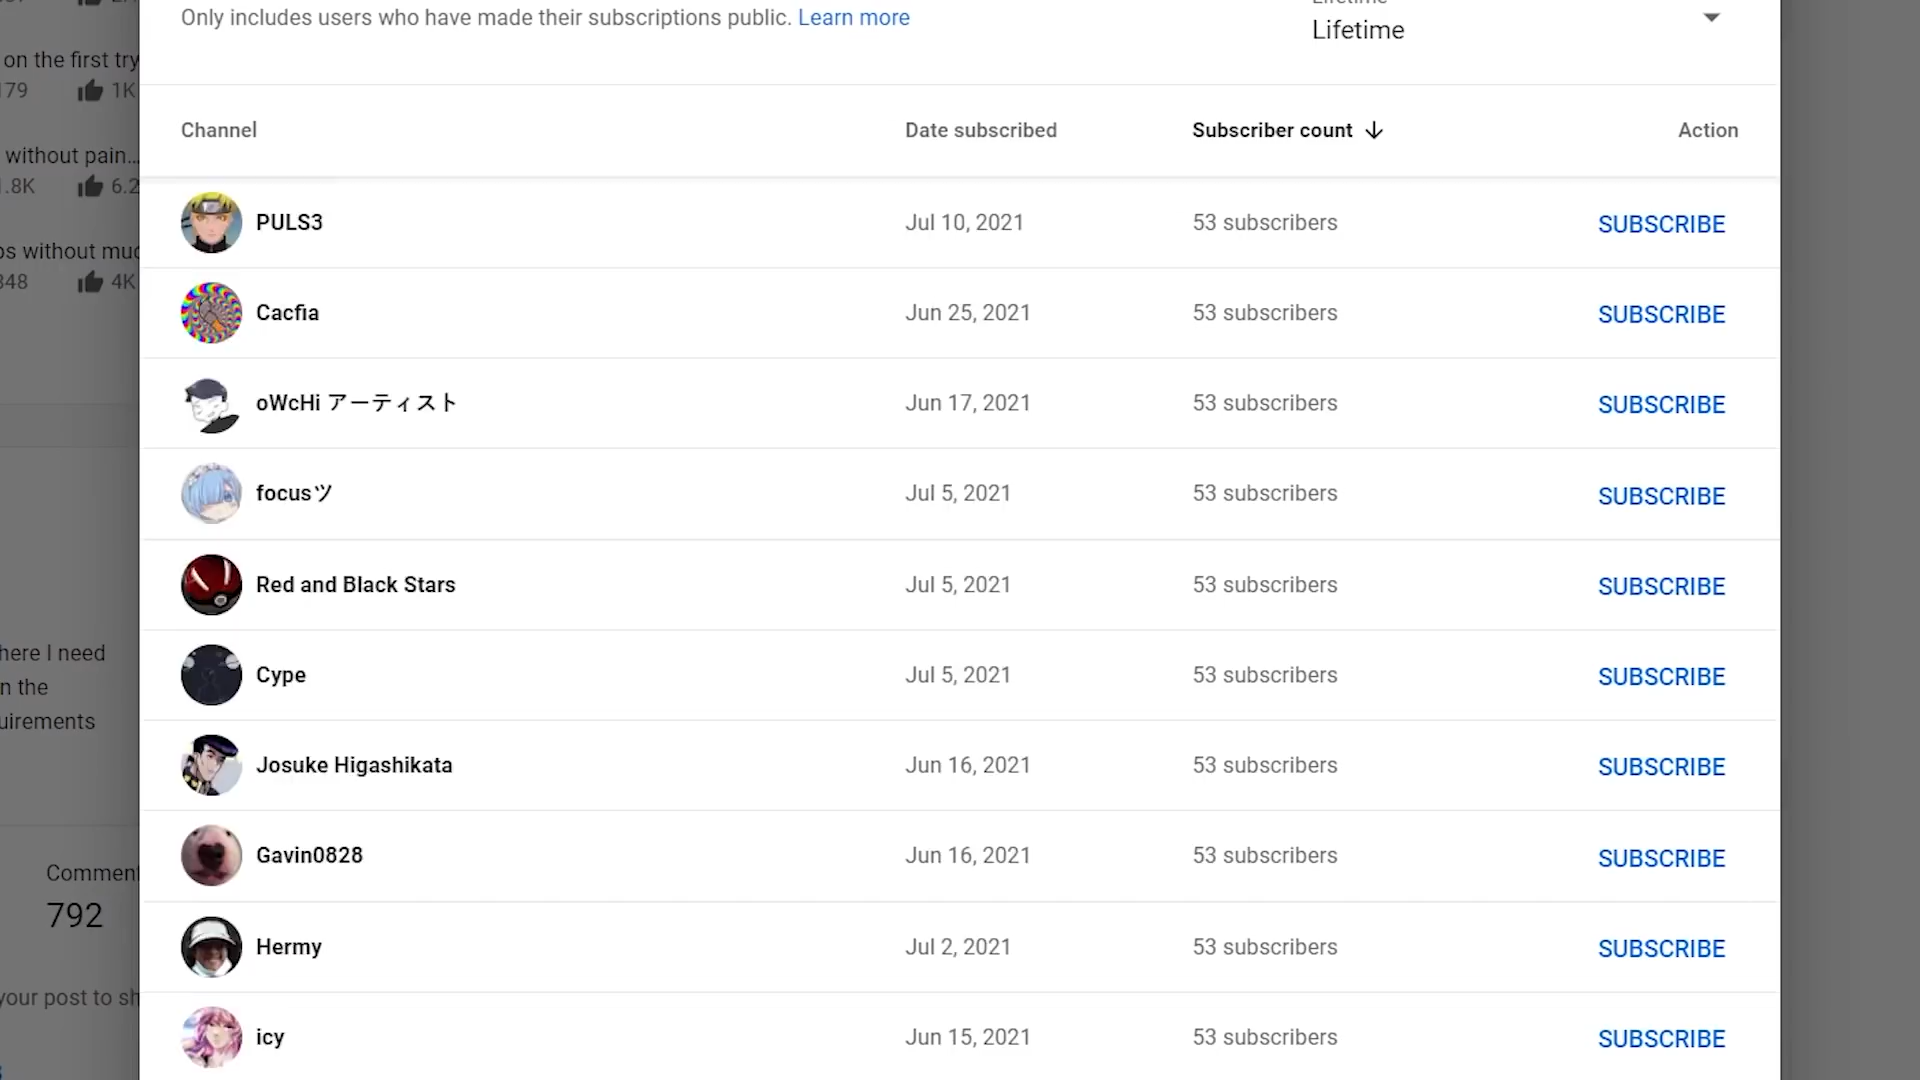 Only includes users who have made their subscriptions public. Learn more
Lifetime
Channel Date subscribed Subscriber count Action
PULS3 Jul 10, 2021 53 subscribers SUBSCRIBE
Cacfia Jun 25, 2021 53 subscribers SUBSCRIBE
oWcHi アーティスト Jun 17, 2021 53 subscribers SUBSCRIBE
focusツ Jul 5, 2021 53 subscribers SUBSCRIBE
Red and Black Stars Jul 5, 2021 53 subscribers SUBSCRIBE
Cype Jul 5, 2021 53 subscribers SUBSCRIBE
Josuke Higashikata Jun 16, 2021 53 subscribers SUBSCRIBE
Gavin0828 Jun 16, 2021 53 subscribers SUBSCRIBE
Hermy Jul 2, 2021 53 subscribers SUBSCRIBE
icy Jun 15, 2021 53 subscribers SUBSCRIBE
on the first try
179 1K
without pain...
.8K 6.2
without
348 4K
here I need
n the
uirements
Commen
792
your post to sh